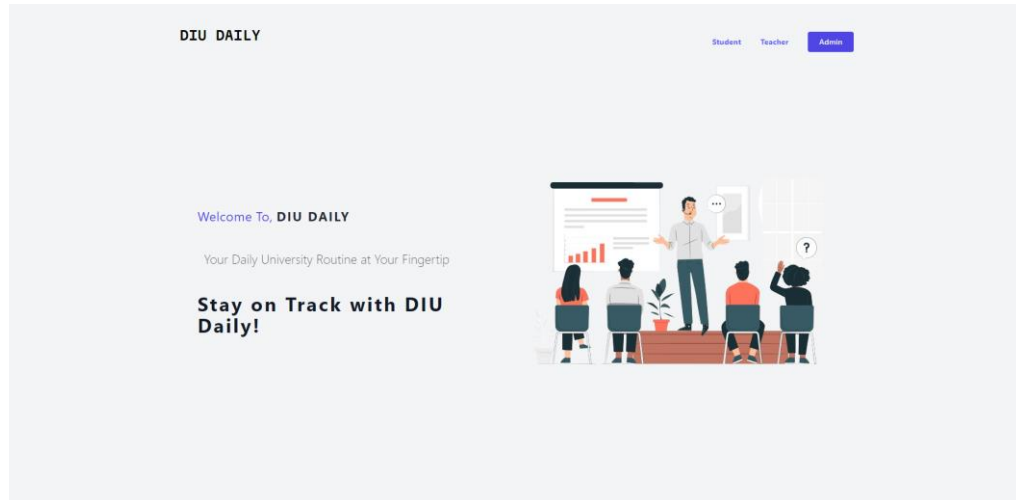 DIU DAILY
Student Teacher Admin
Welcome To, DIU DAILY
Your Daily University Routine at Your Fingertip
Stay on Track with DIU
Daily!
?